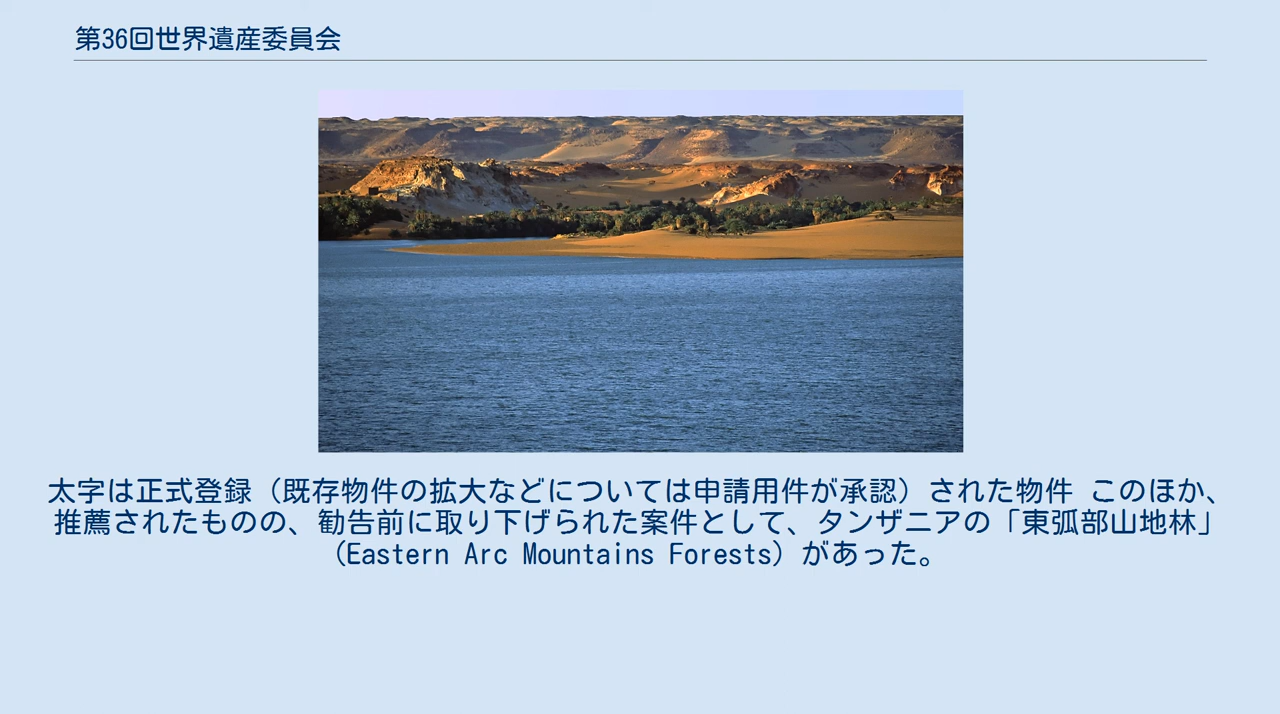 第36回世界遺産委員会
太字は正式登録（既存物件の拡大などについては申請用件が承認）された物件 このほか、
推薦されたものの、勧告前に取り下げられた案件として、タンザニアの「東弧部山地林」
（Eastern Arc Mountains Forests）があった。